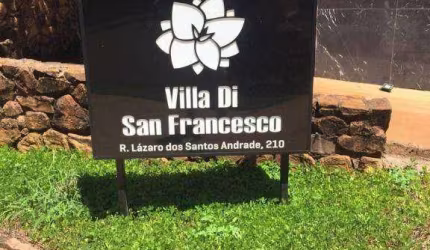 Villa Di
San Francesco
R. Lázaro dos Santos Andrade, 210